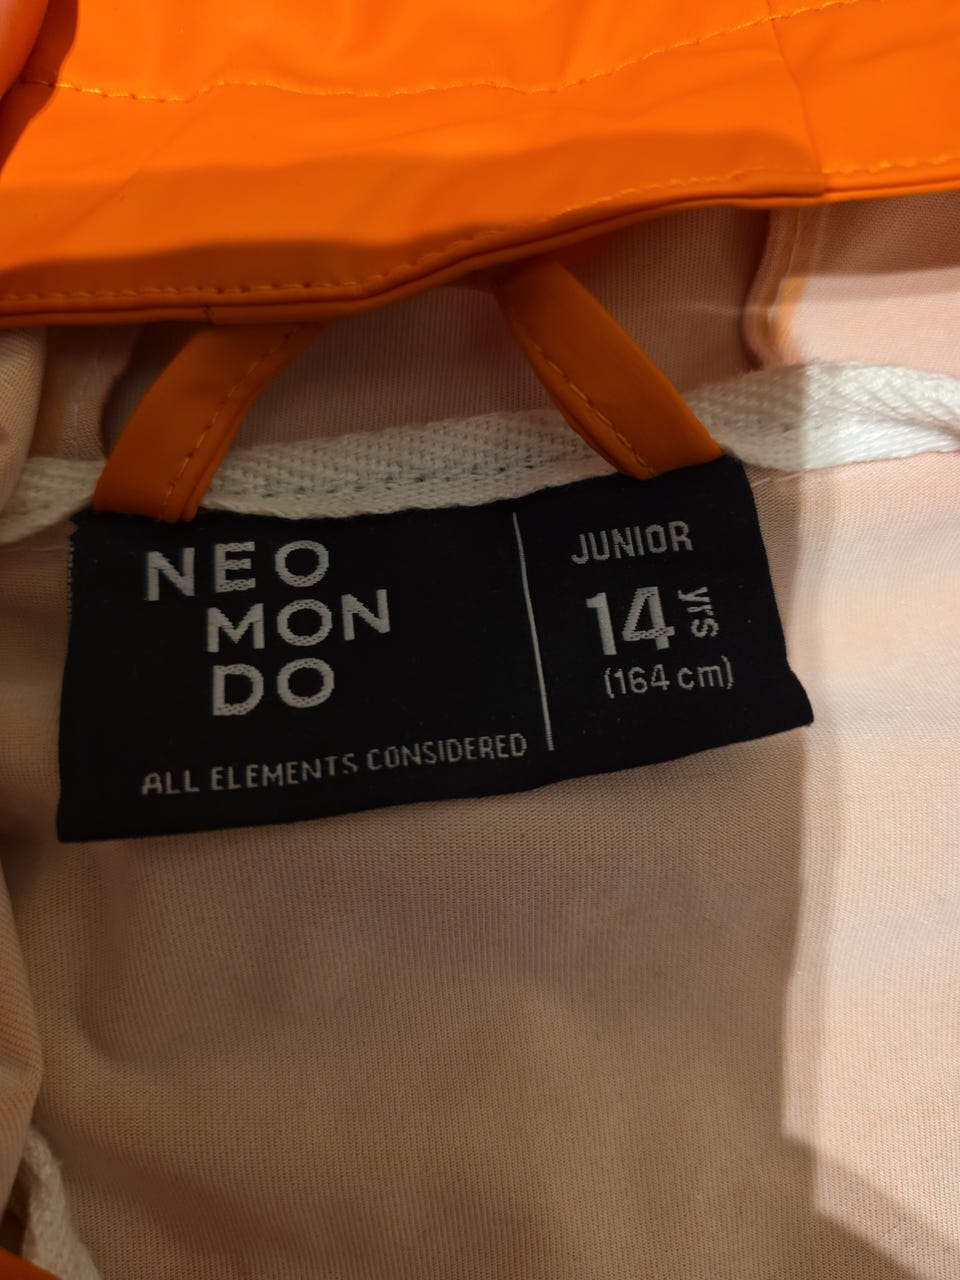 NEO
MON
DO
ALL ELEMENTS CONSIDERED
JUNIOR
14 yrs
(164 cm)